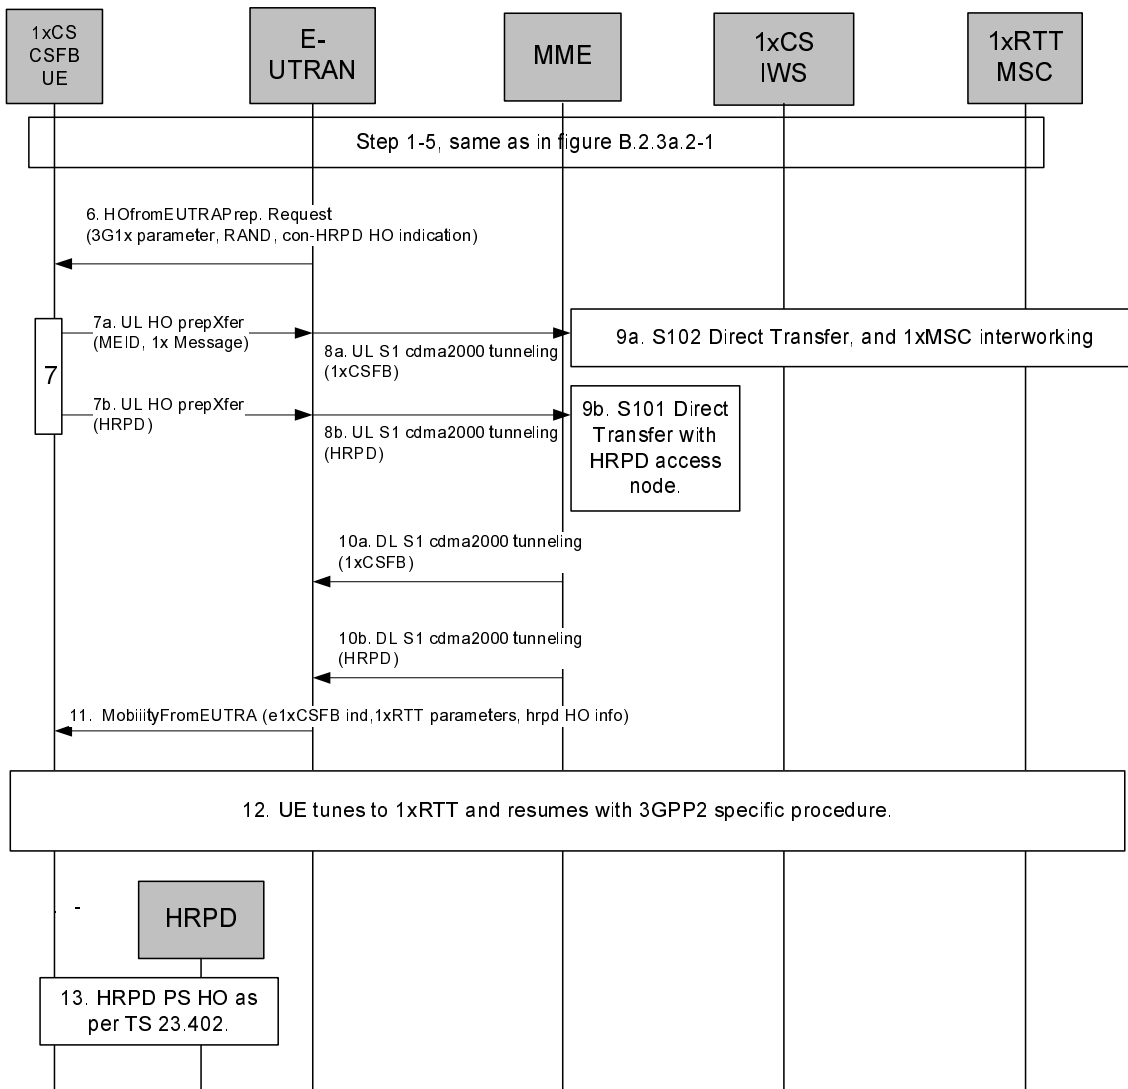 1xCS
CSFB
UE
E-
UTRAN
MME
1xCS
IWS
1xRTT
MSC
Step 1-5, same as in figure B.2.3a.2-1
6. HOfromEUTRAPrep. Request
(3G1x parameter, RAND, con-HRPD HO indication)
7
7a. UL HO prepXfer
(MEID, 1x Message)
8a. UL S1 cdma2000 tunneling
(1xCSFB)
9a. S102 Direct Transfer, and 1xMSC interworking
7b. UL HO prepXfer
(HRPD)
8b. UL S1 cdma2000 tunneling
(HRPD)
9b. S101 Direct
Transfer with
HRPD access
node.
10a. DL S1 cdma2000 tunneling
(1xCSFB)
10b. DL S1 cdma2000 tunneling
(HRPD)
11. MobiiityFromEUTRA (e1xCSFB ind,1xRTT parameters, hrpd HO info)
12. UE tunes to 1xRTT and resumes with 3GPP2 specific procedure.
HRPD
13. HRPD PS HO as
per TS 23.402.